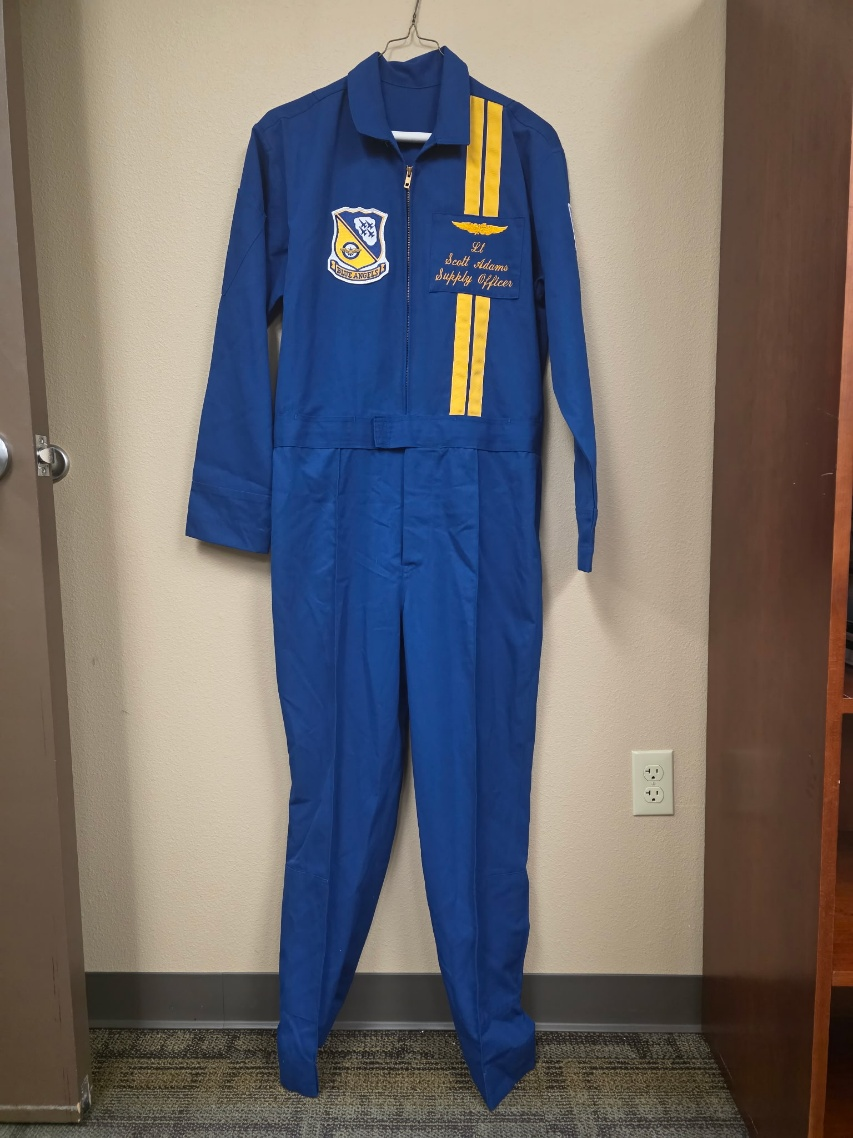 BLUE ANGELS
Lt
Scott Adams
Supply Officer